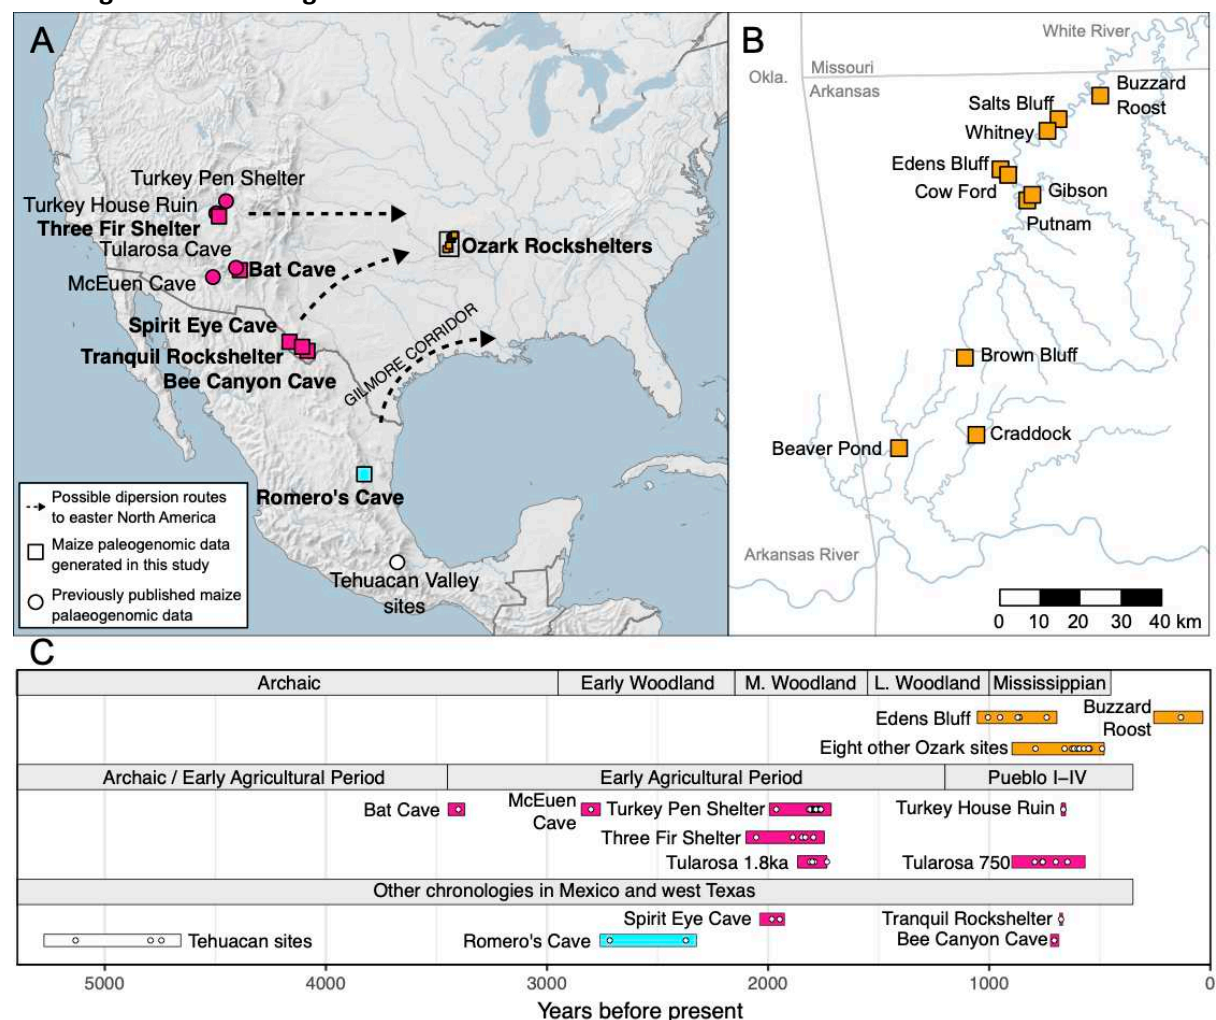 A
Turkey Pen Shelter
Turkey House Ruin
Three Fir Shelter
Tularosa Cave
Bat Cave
McEuen Cave
Spirit Eye Cave
Tranquil Rockshelter
Bee Canyon Cave
Ozark Rockshelters
GILMORE CORRIDOR
Romero's Cave
Tehuacan Valley
sites
Possible dispersion routes
to easter North America
Maize paleogenomic data
generated in this study
Previously published maize
palaeogenomic data
B
White River
Okla.
Missouri
Arkansas
Buzzard
Roost
Salts Bluff
Whitney
Edens Bluff
Cow Ford
Gibson
Putnam
Brown Bluff
Craddock
Beaver Pond
Arkansas River
0 10 20 30 40 km
C
Archaic Early Woodland M. Woodland L. Woodland Mississippian
Edens Bluff
Buzzard
Roost
Eight other Ozark sites
Archaic / Early Agricultural Period Early Agricultural Period Pueblo I–IV
Bat Cave
McEuen
Cave
Turkey Pen Shelter
Turkey House Ruin
Three Fir Shelter
Tularosa 1.8ka
Tularosa 750
Other chronologies in Mexico and west Texas
Spirit Eye Cave
Tranquil Rockshelter
Tehuacan sites
Romero's Cave
Bee Canyon Cave
5000 4000 3000 2000 1000 0
Years before present